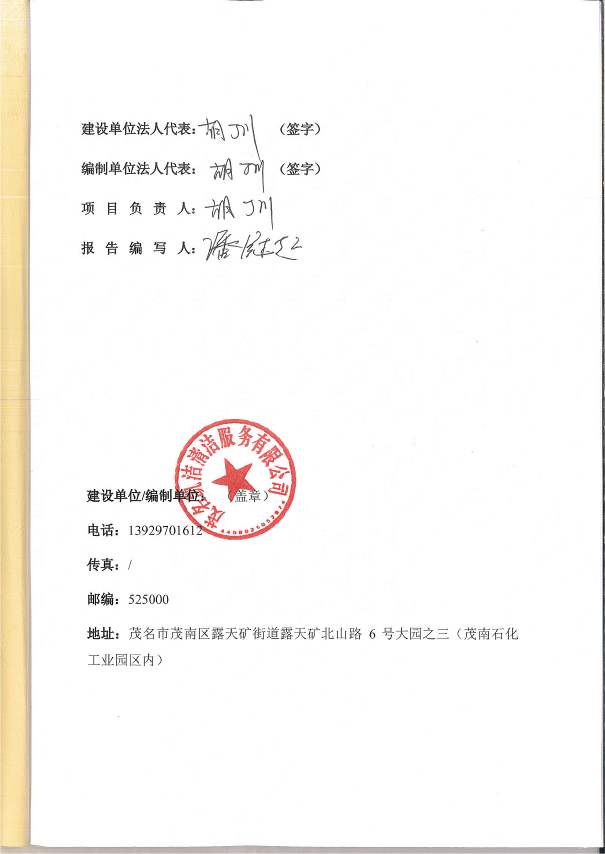 建设单位法人代表：胡丁川 （签字）
编制单位法人代表：胡丁川 （签字）
项目负责人：胡丁川
报告编写人：潘
洁清洁服务有限公司
建设单位/编制单位： （盖章）
电话：13929701612
传真：/
邮编：525000
地址：茂名市茂南区露天矿街道露天矿北山路 6 号大园之三（茂南石化
工业园区内）